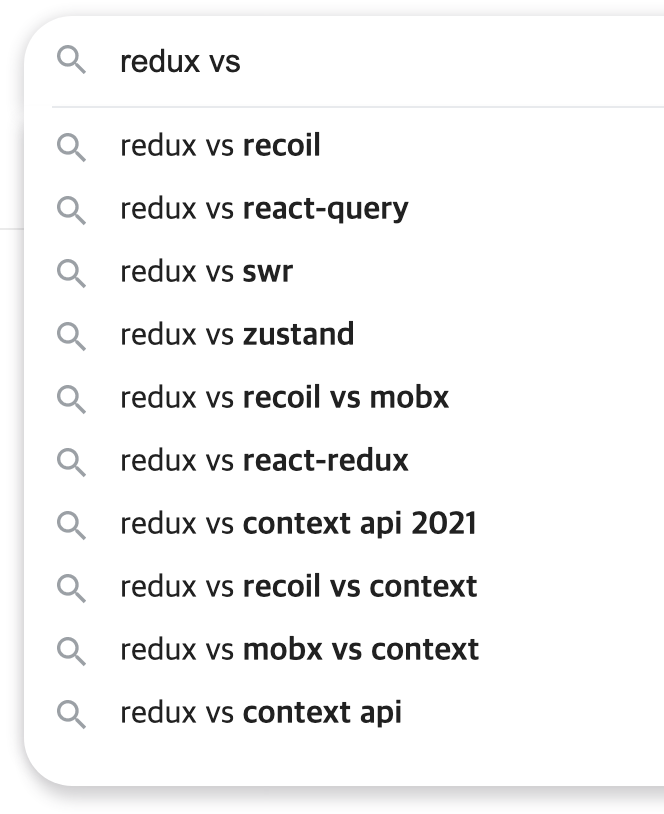 redux vs
redux vs recoil
redux vs react-query
redux vs swr
redux vs zustand
redux vs recoil vs mobx
redux vs react-redux
redux vs context api 2021
redux vs recoil vs context
redux vs mobx vs context
redux vs context api